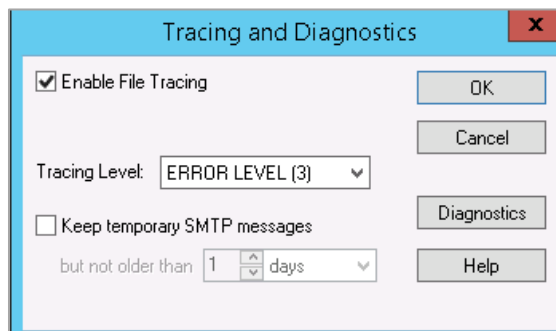 Tracing and Diagnostics
x
Enable File Tracing
OK
Cancel
Tracing Level: ERROR LEVEL (3)
Diagnostics
Keep temporary SMTP messages
but not older than 1 days
Help